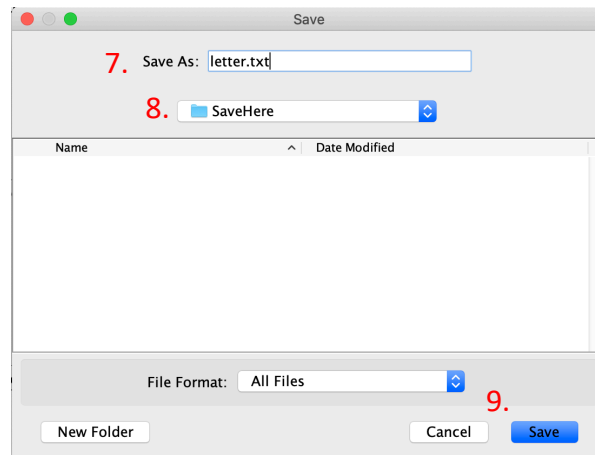 Save
7. Save As: letter.txt
8. SaveHere
Name Date Modified
File Format: All Files
9.
New Folder Cancel Save